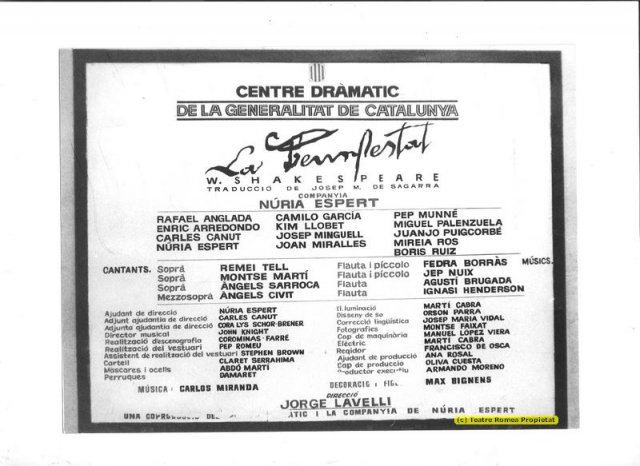 CENTRE DRÀMATIC
DE LA GENERALITAT DE CATALUNYA
La Tempestat
W. SHAKESPEARE
TRADUCCIÓ DE JOSEP M. DE SAGARRA
COMPANYIA
NÚRIA ESPERT
RAFAEL ANGLADA CAMILO GARCÍA PEP MUNNÉ
ENRIC ARREDONDO KIM LLOBET MIGUEL PALENZUELA
CARLES CANUT JOSEP MINGUELL JUANJO PUIGCORBÉ
NÚRIA ESPERT JOAN MIRALLES MIREIA ROS
BORIS RUIZ
CANTANTS. Soprà REMEI TELL Flauta i píccolo FEDRA BORRÀS MÚSICS.
Soprà MONTSE MARTÍ Flauta i píccolo JEP NUIX
Soprà ÀNGELS SARROCA Flauta AGUSTÍ BRUGADA
Mezzosoprà ÀNGELS CIVIT Flauta IGNASI HENDERSON
Ajudant de direcció NÚRIA ESPERT Il.luminació MARTÍ CABRA
Adjunt ajudantia de direcció CARLES CANUT Disseny de so ORSON PARRA
Adjunta ajudantia de direcció CORA LYS SCHOR-BRENER Correcció lingüística JOSEP MARIA VIDAL
Director musical JOHN KNIGHT Fotografies MONTSE FAIXAT
Realització d'escenografia COROMINAS-FARRÉ Cap de maquinària MANUEL LÓPEZ VIERA
Realització del vestuari PEP ROMEU Elèctric MARTÍ CABRA
Assistent de realització del vestuari STEPHEN BROWN Regidor FRANCISCO DE OSCA
Cartell CLARET SERRAHIMA Ajudant de producció ANA ROSAL
Màscares i ocells ABDÓ MARTÍ Cap de producció OLIVA CUESTA
Perruques DAMARET Productor executiu ARMANDO MORENO
MÚSICA: CARLOS MIRANDA DECORACIÓ I MAX BIGNENS
DIRECCIÓ
JORGE LAVELLI
UNA I LA COMPANYIA DE NÚRIA ESPERT
(c) Teatre Romea Propietat